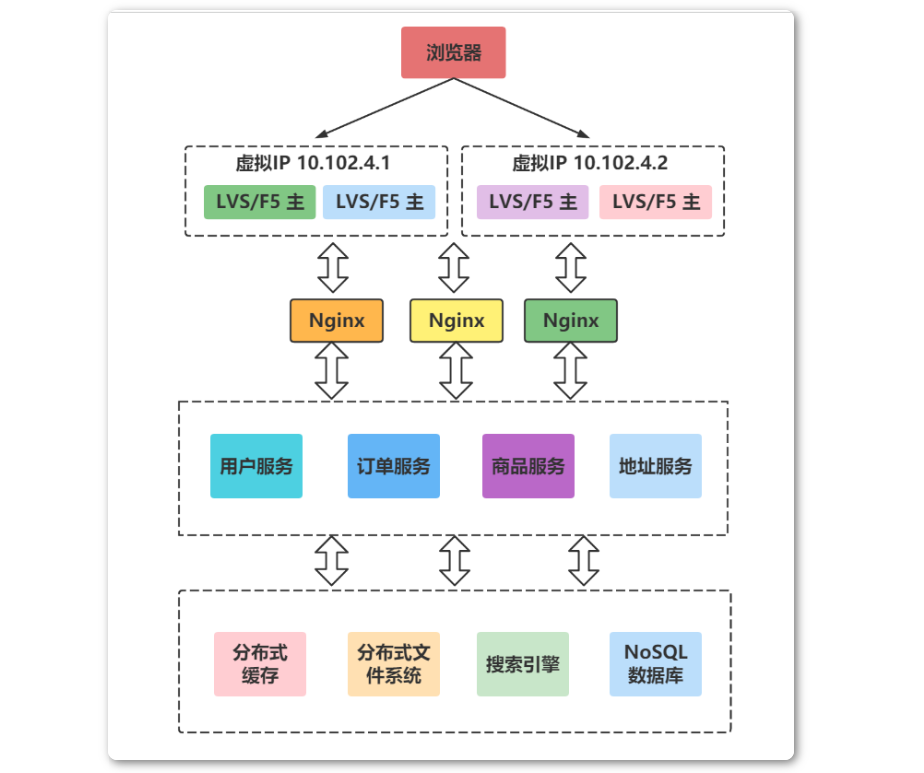 浏览器
虚拟IP 10.102.4.1
虚拟IP 10.102.4.2
LVS/F5 主
LVS/F5 主
LVS/F5 主
LVS/F5 主
Nginx
Nginx
Nginx
用户服务
订单服务
商品服务
地址服务
分布式
缓存
分布式文
件系统
搜索引擎
NoSQL
数据库